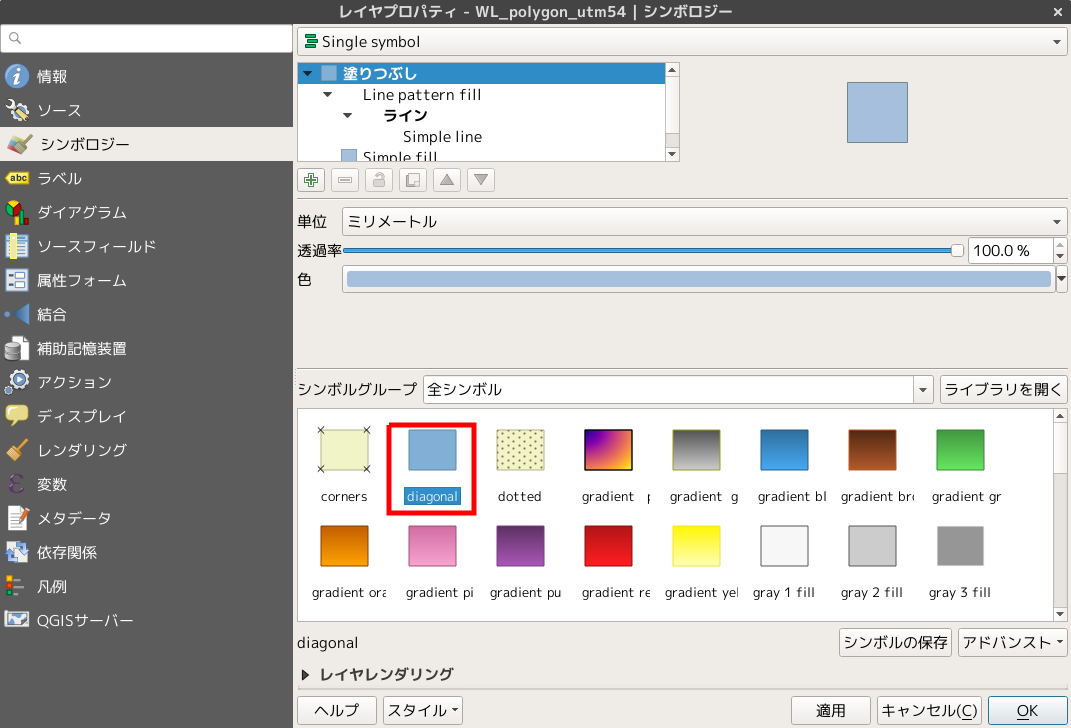 レイヤプロパティ - WL_polygon_utm54 | シンボロジー
情報
ソース
シンボロジー
abc ラベル
ダイアグラム
ソースフィールド
属性フォーム
結合
補助記憶装置
アクション
ディスプレイ
レンダリング
変数
メタデータ
依存関係
凡例
QGISサーバー
Single symbol
塗りつぶし
Line pattern fill
ライン
Simple line
Simple fill
単位 ミリメートル
透過率 100.0 %
色
シンボルグループ 全シンボル ライブラリを開く
corners diagonal dotted gradient p gradient g gradient bl gradient bro gradient gr
gradient ora gradient pi gradient pu gradient re gradient yel gray 1 fill gray 2 fill gray 3 fill
diagonal シンボルの保存 アドバンスト
レイヤレンダリング
ヘルプ スタイル 適用 キャンセル(C) OK